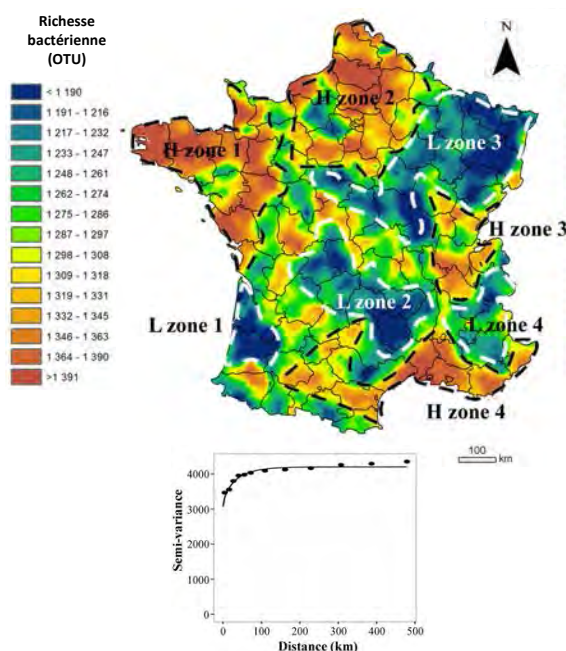 Richesse
bactérienne
(OTU)
< 1 190
1 191 - 1 216
1 217 - 1 232
1 233 - 1 247
1 248 - 1 261
1 262 - 1 274
1 275 - 1 286
1 287 - 1 297
1 298 - 1 308
1 309 - 1 318
1 319 - 1 331
1 332 - 1 345
1 346 - 1 363
1 364 - 1 390
>1 391
N
H zone 2
L zone 3
H zone 1
H zone 3
L zone 2
L zone 1
L zone 4
H zone 4
100
km
Semi-variance
4000
3000
2000
1000
0
0
100
200
300
400
500
Distance (km)